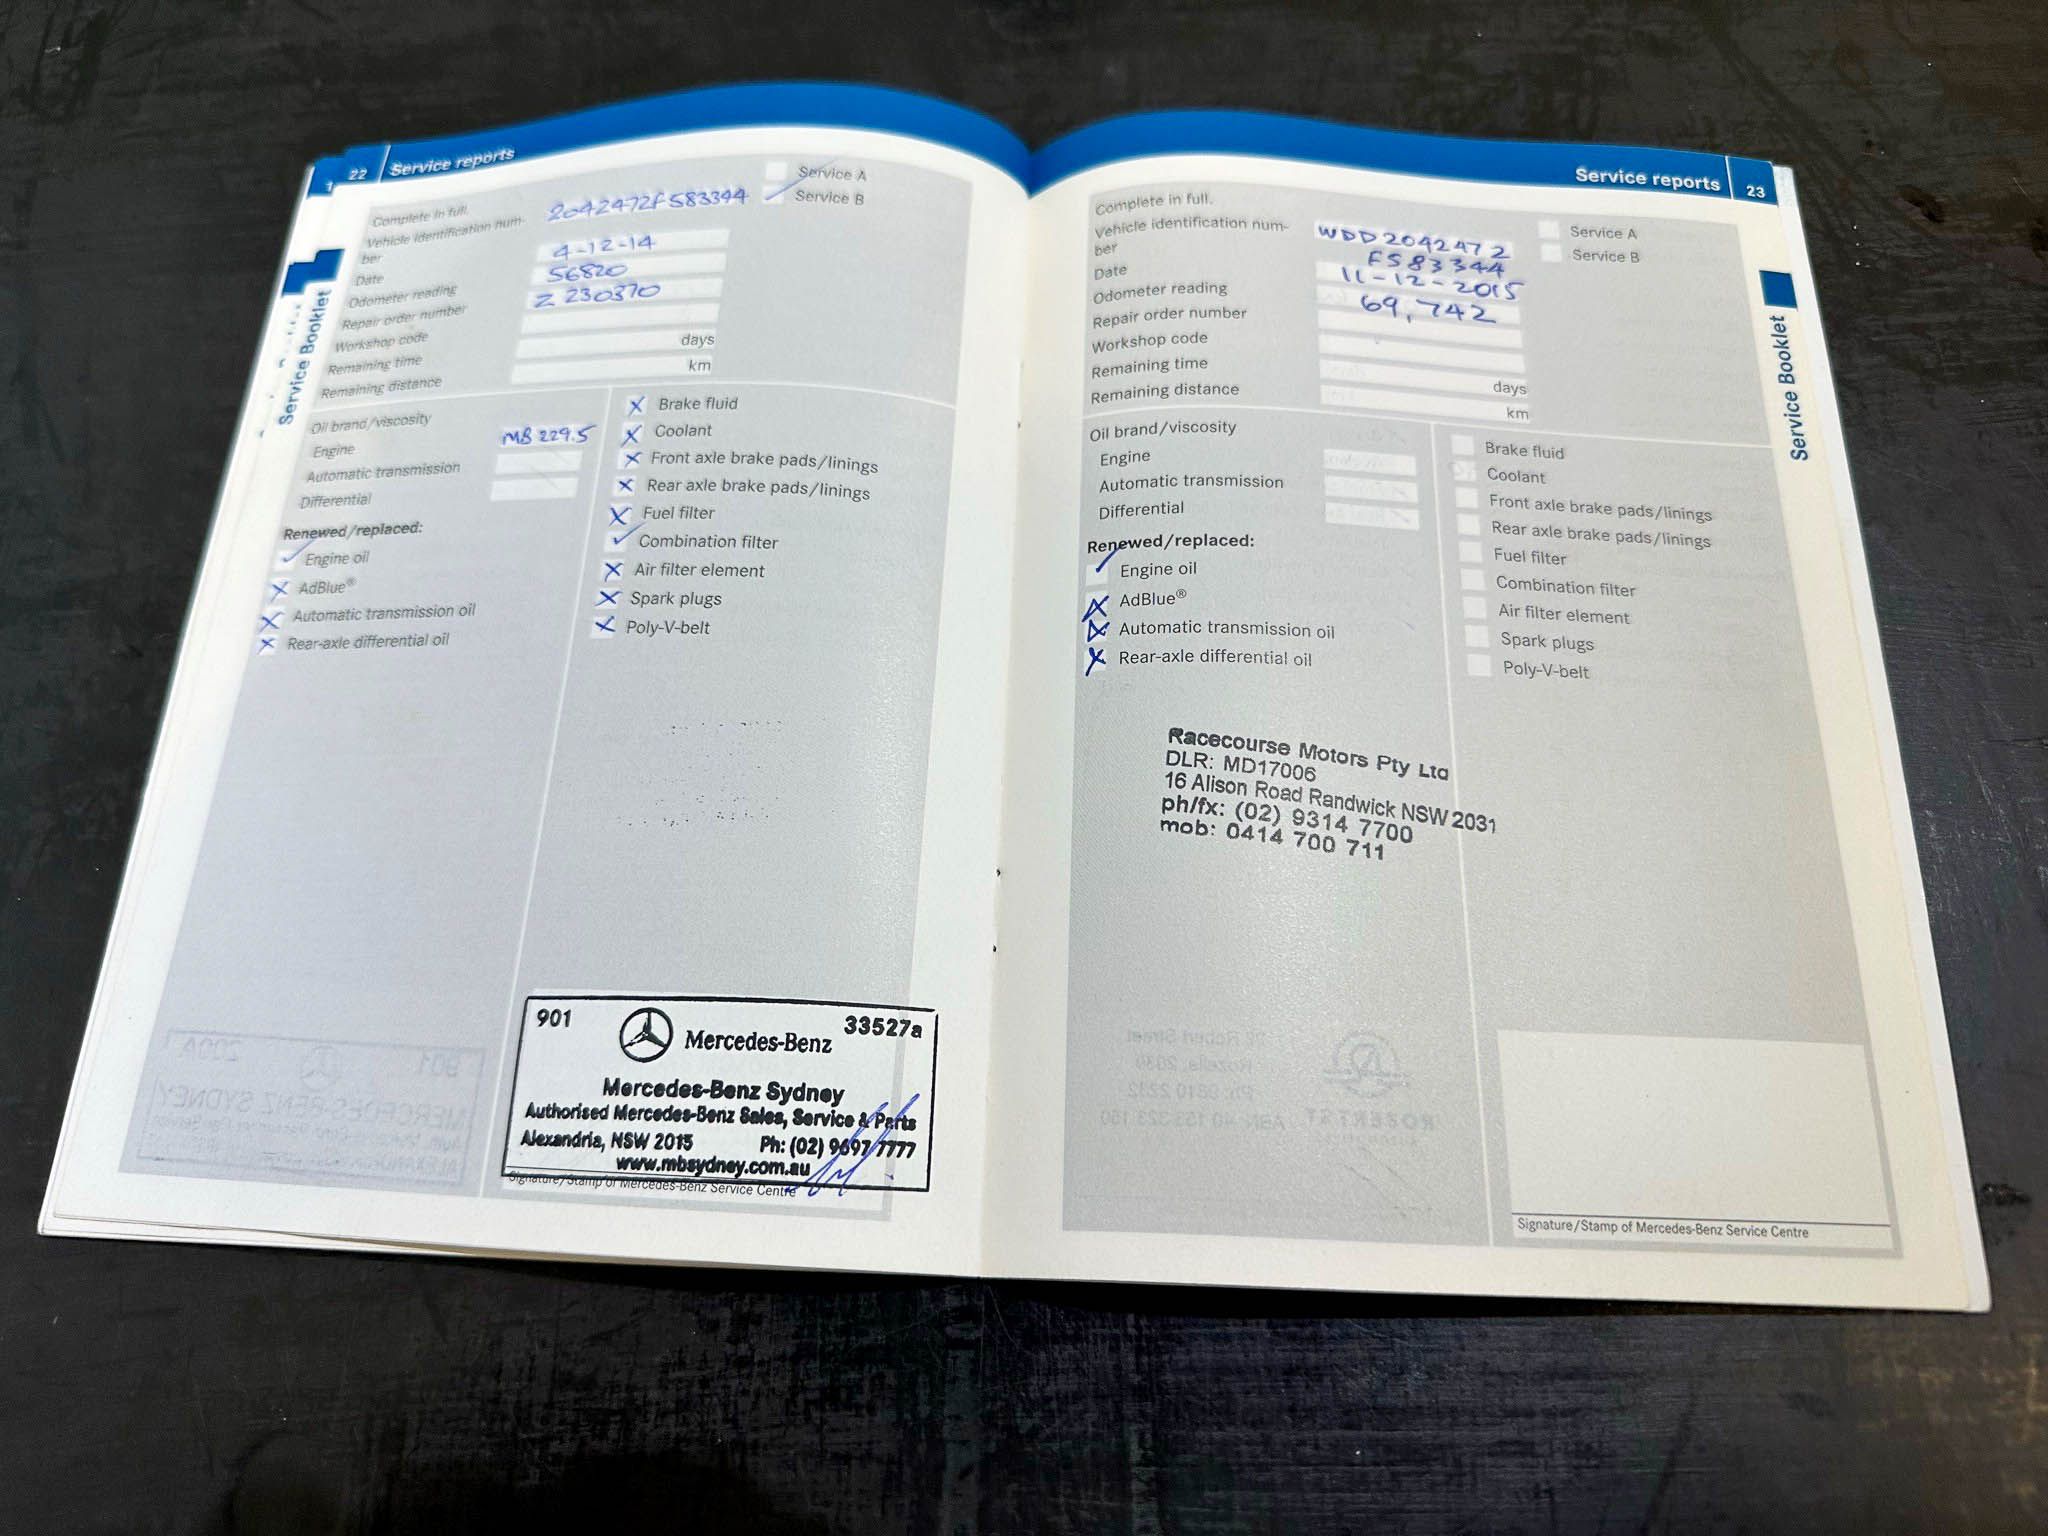 22 Service reports
Complete in full.
Vehicle identification num-
ber
2042472F583344
Service A
Service B
Date 4-12-14
Odometer reading 56820
Repair order number Z 230370
Workshop code
Remaining time days
Remaining distance km
Oil brand/viscosity
Engine MB 229.5
Automatic transmission
Differential
Renewed/replaced:
Engine oil
AdBlue®
Automatic transmission oil
Rear-axle differential oil
Brake fluid
Coolant
Front axle brake pads/linings
Rear axle brake pads/linings
Fuel filter
Combination filter
Air filter element
Spark plugs
Poly-V-belt
901 Mercedes-Benz 33527a
Mercedes-Benz Sydney
Authorised Mercedes-Benz Sales, Service & Parts
Alexandria, NSW 2015 Ph: (02) 9697 7777
www.mbsydney.com.au
Signature/Stamp of Mercedes-Benz Service Centre
Service Booklet
Service reports 23
Complete in full.
Vehicle identification num-
ber
WDD2042472
F583344
Service A
Service B
Date 11-12-2015
Odometer reading 69,742
Repair order number
Workshop code
Remaining time days
Remaining distance km
Oil brand/viscosity
Engine
Automatic transmission
Differential
Renewed/replaced:
Engine oil
AdBlue®
Automatic transmission oil
Rear-axle differential oil
Brake fluid
Coolant
Front axle brake pads/linings
Rear axle brake pads/linings
Fuel filter
Combination filter
Air filter element
Spark plugs
Poly-V-belt
Racecourse Motors Pty Ltd
DLR: MD17006
16 Alison Road Randwick NSW 2031
ph/fx: (02) 9314 7700
mob: 0414 700 711
Signature/Stamp of Mercedes-Benz Service Centre
Service Booklet